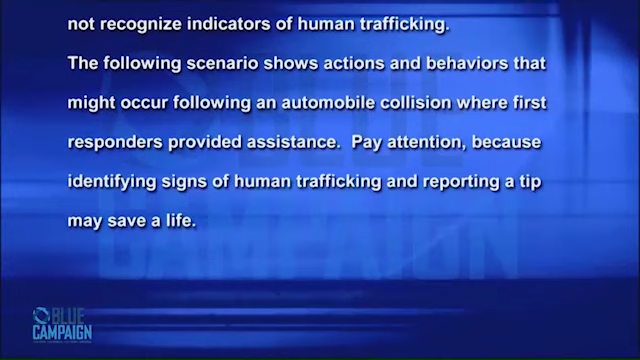 not recognize indicators of human trafficking.
The following scenario shows actions and behaviors that
might occur following an automobile collision where first
responders provided assistance.  Pay attention, because
identifying signs of human trafficking and reporting a tip
may save a life.
BLUE
CAMPAIGN
BLUE
CAMPAIGN